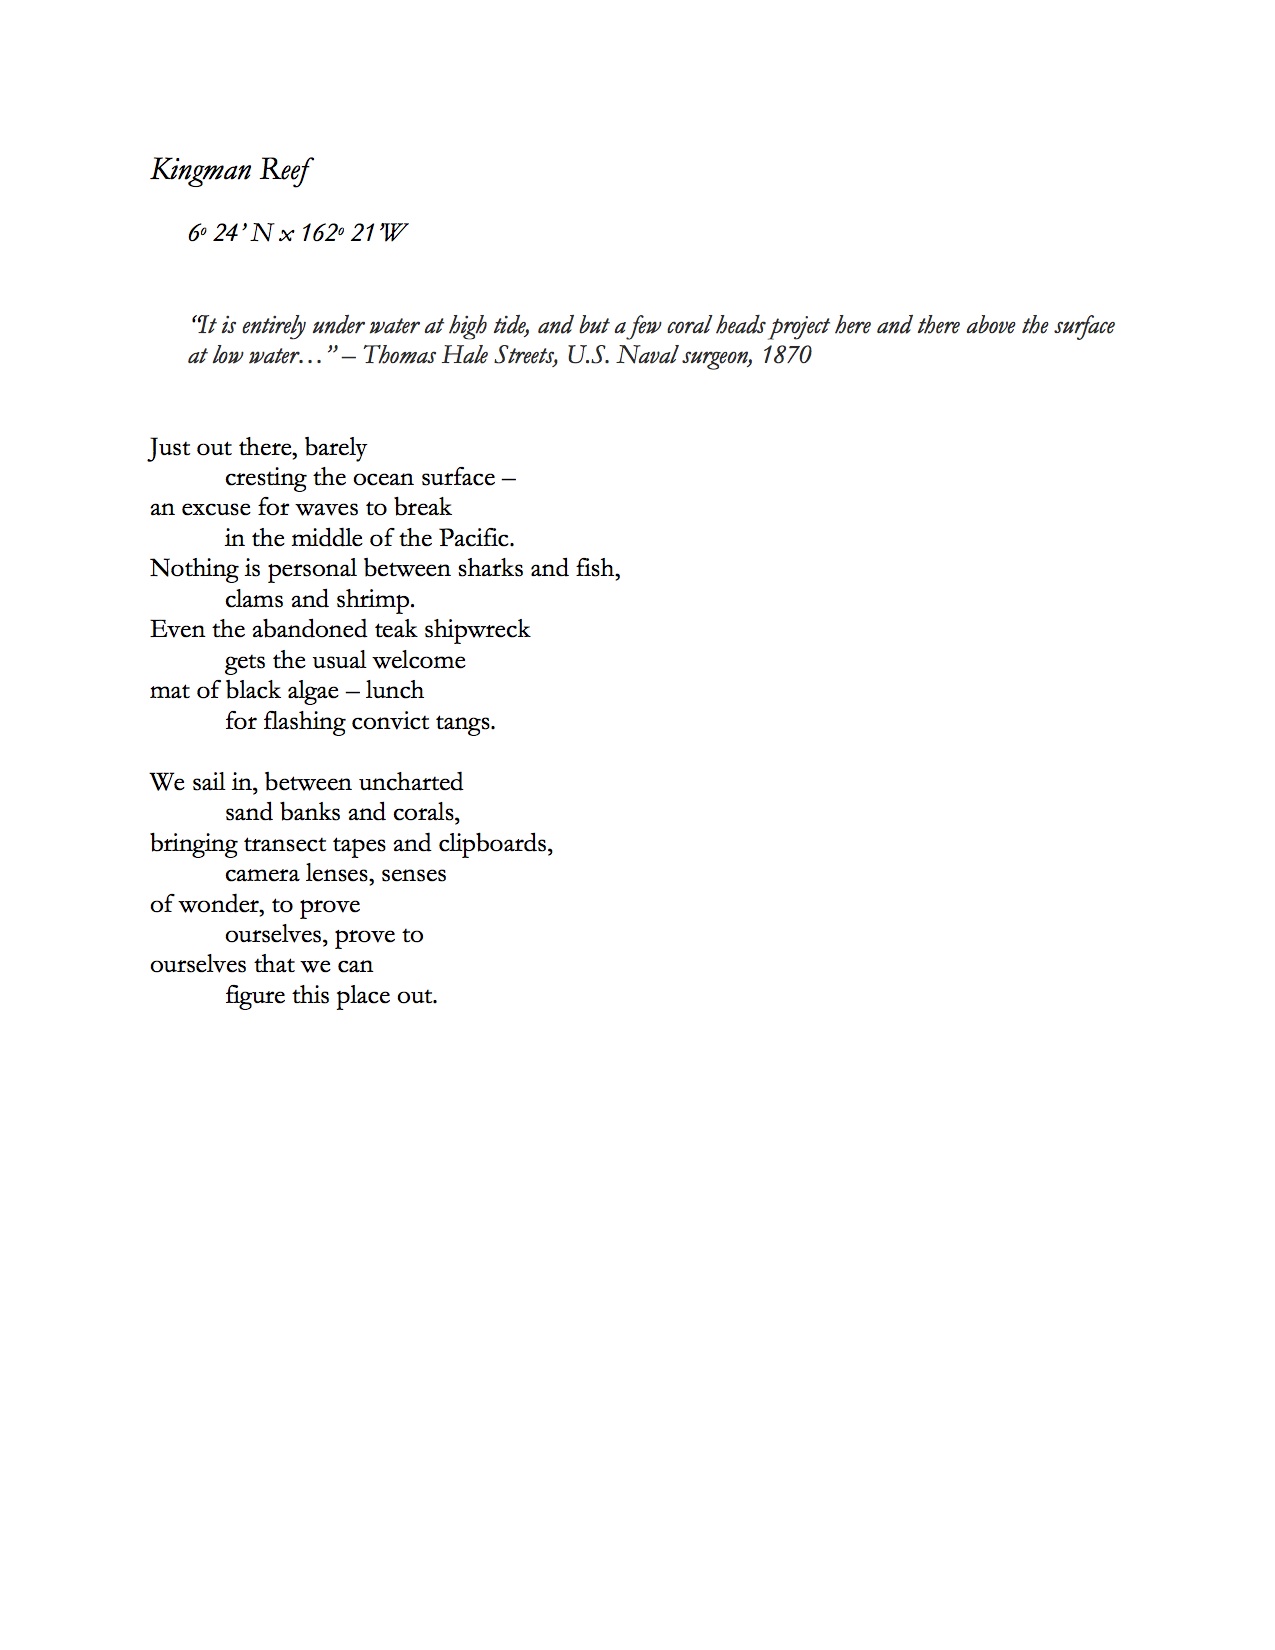 Kingman Reef
6º 24’ N x 162º 21’W
“It is entirely under water at high tide, and but a few coral heads project here and there above the surface
at low water…” – Thomas Hale Streets, U.S. Naval surgeon, 1870
Just out there, barely
cresting the ocean surface –
an excuse for waves to break
in the middle of the Pacific.
Nothing is personal between sharks and fish,
clams and shrimp.
Even the abandoned teak shipwreck
gets the usual welcome
mat of black algae – lunch
for flashing convict tangs.
We sail in, between uncharted
sand banks and corals,
bringing transect tapes and clipboards,
camera lenses, senses
of wonder, to prove
ourselves, prove to
ourselves that we can
figure this place out.